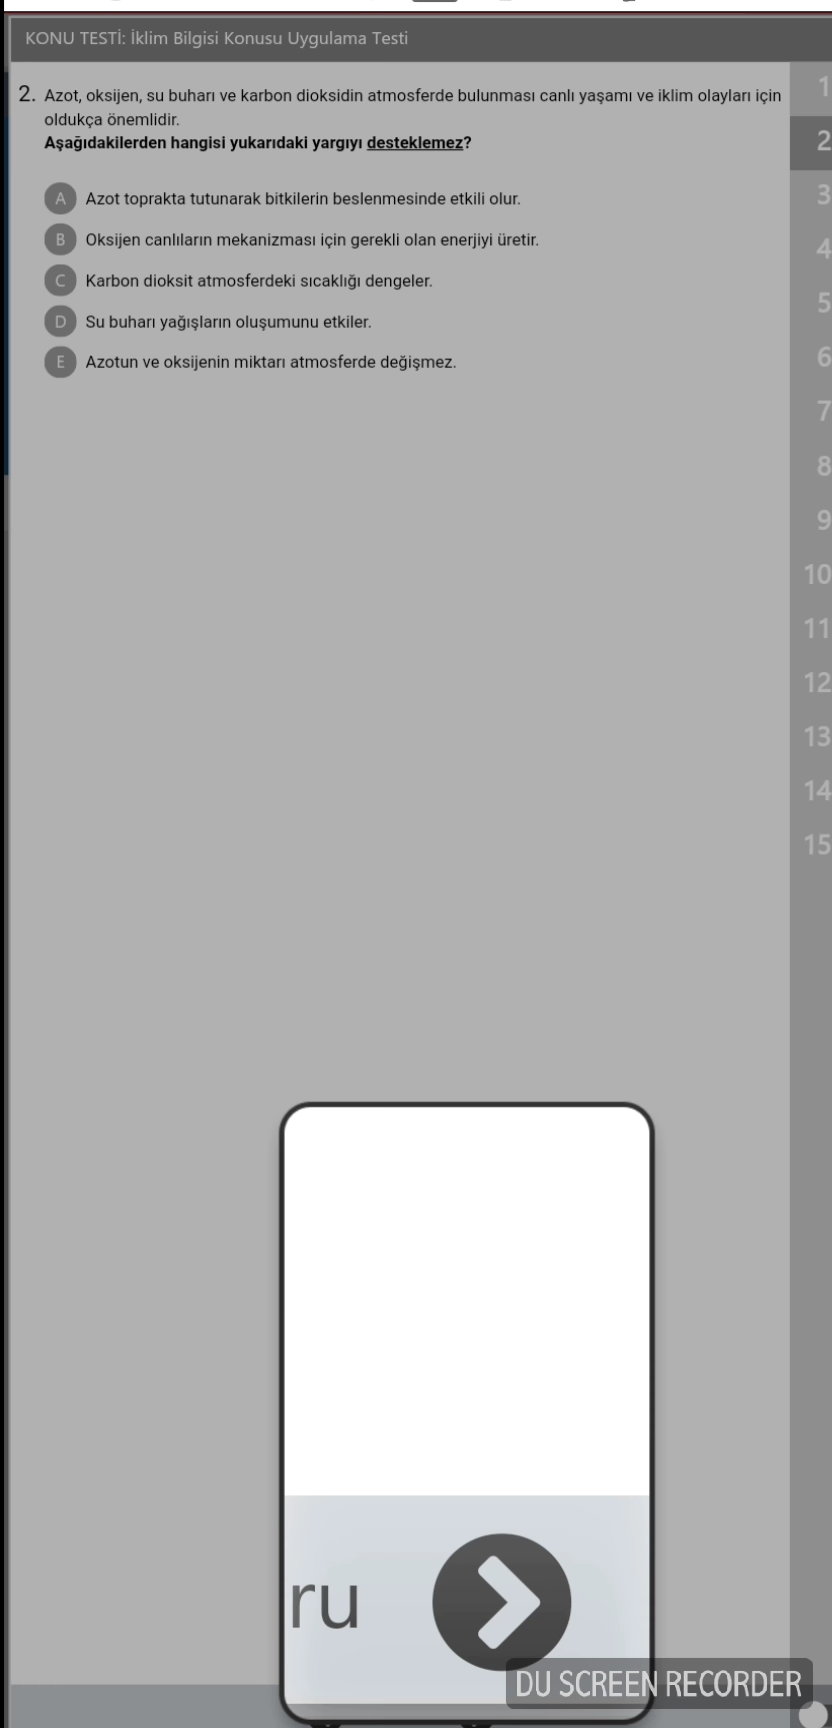 KONU TESTİ: İklim Bilgisi Konusu Uygulama Testi
2. Azot, oksijen, su buharı ve karbon dioksidin atmosferde bulunması canlı yaşamı ve iklim olayları için
oldukça önemlidir.
Aşağıdakilerden hangisi yukarıdaki yargıyı desteklemez?
A Azot toprakta tutunarak bitkilerin beslenmesinde etkili olur.
B Oksijen canlıların mekanizması için gerekli olan enerjiyi üretir.
C Karbon dioksit atmosferdeki sıcaklığı dengeler.
D Su buharı yağışların oluşumunu etkiler.
E Azotun ve oksijenin miktarı atmosferde değişmez.
1
2
3
4
5
6
7
8
9
10
11
12
13
14
15
ru
DU SCREEN RECORDER